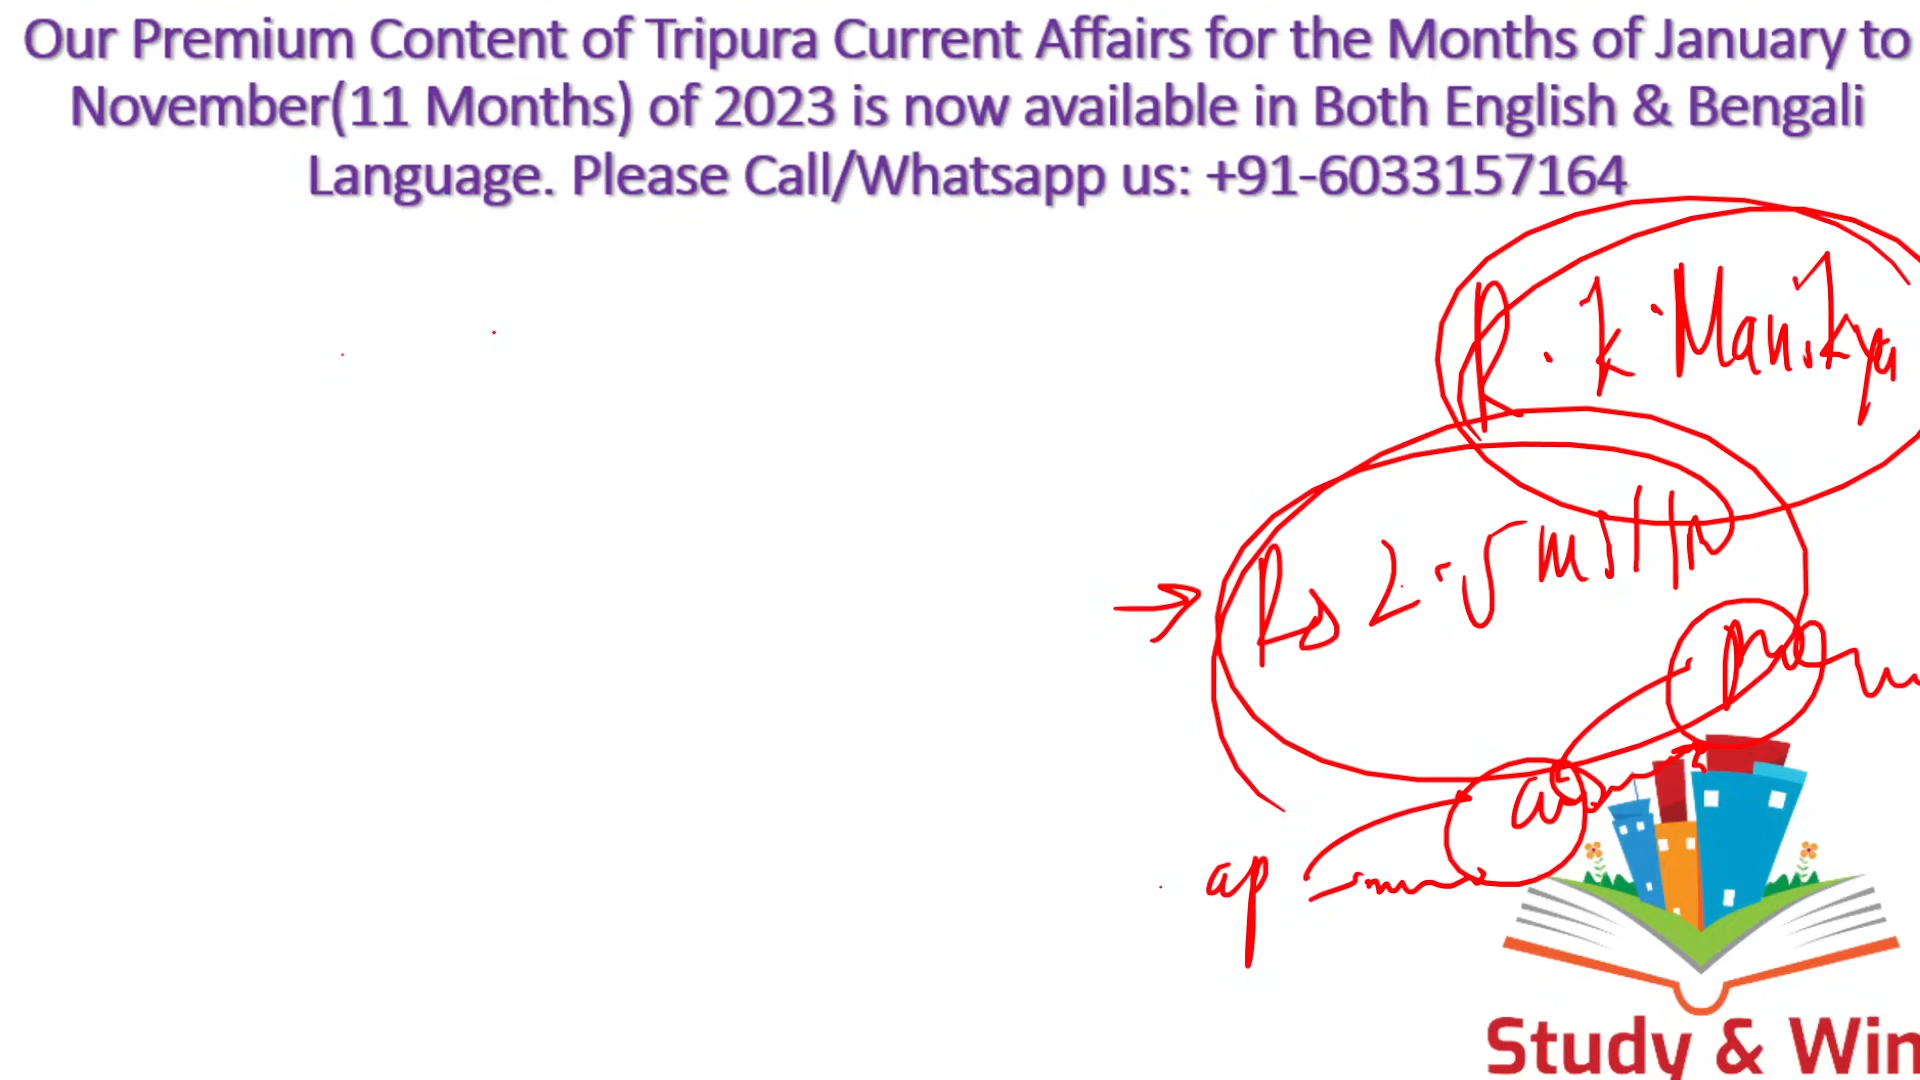 Our Premium Content of Tripura Current Affairs for the Months of January to
November(11 Months) of 2023 is now available in Both English & Bengali
Language. Please Call/Whatsapp us: +91-6033157164
R. K. Manikya
Rs 2.5 million
ap
Study & Win